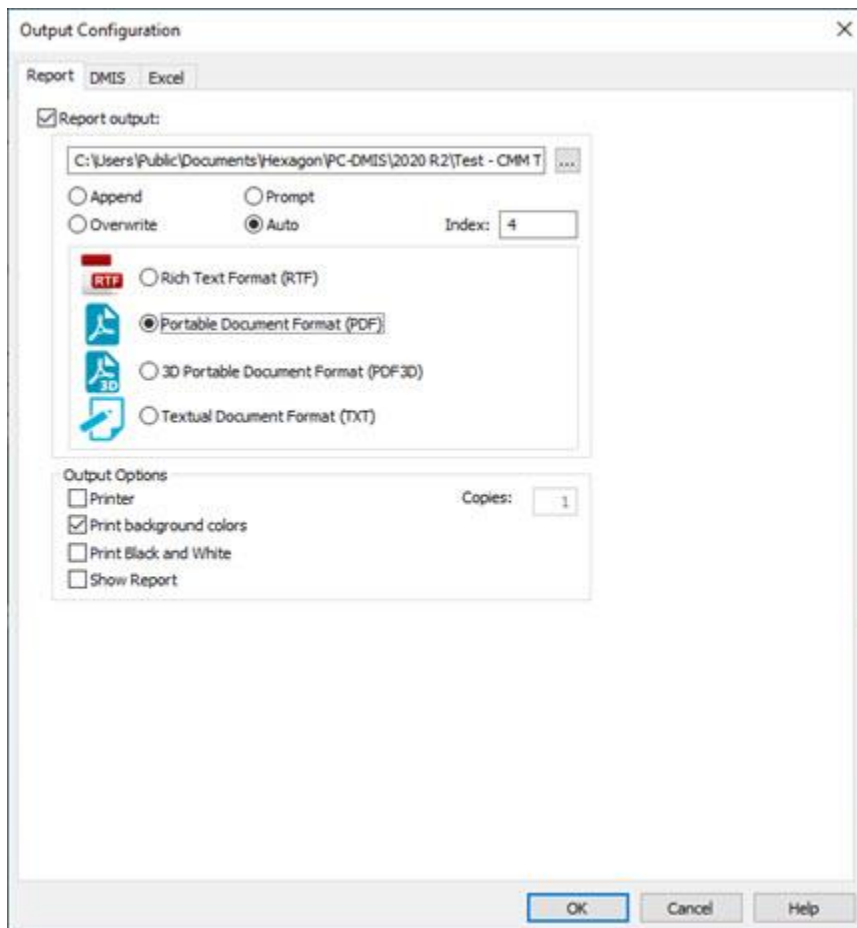 Output Configuration
Report DMIS Excel
Report output:
C:\Users\Public\Documents\Hexagon\PC-DMIS\2020 R2\Test - CMM T ...
Append Prompt
Overwrite Auto Index: 4
RTF Rich Text Format (RTF)
Portable Document Format (PDF)
3D 3D Portable Document Format (PDF3D)
Textual Document Format (TXT)
Output Options
Printer Copies: 1
Print background colors
Print Black and White
Show Report
OK Cancel Help